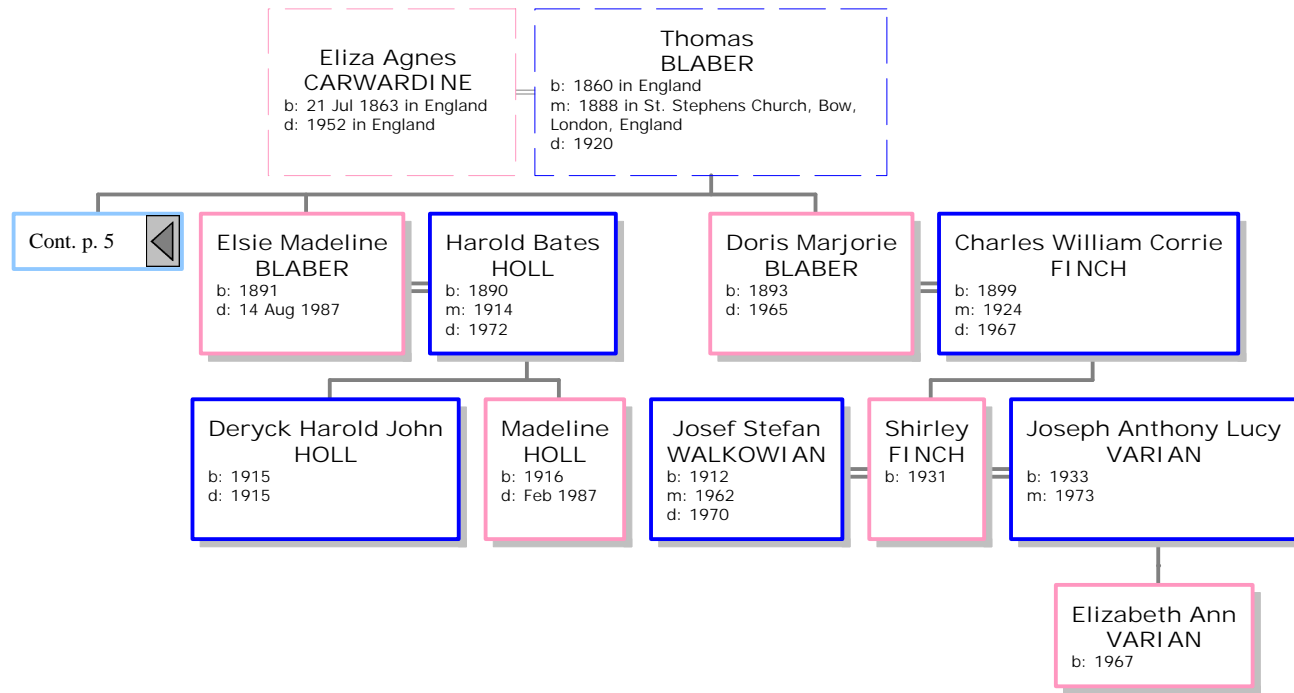 Eliza Agnes
CARWARDINE
b: 21 Jul 1863 in England
d: 1952 in England
Thomas
BLABER
b: 1860 in England
m: 1888 in St. Stephens Church, Bow,
London, England
d: 1920
Cont. p. 5
Elsie Madeline
BLABER
b: 1891
d: 14 Aug 1987
Harold Bates
HOLL
b: 1890
m: 1914
d: 1972
Doris Marjorie
BLABER
b: 1893
d: 1965
Charles William Corrie
FINCH
b: 1899
m: 1924
d: 1967
Deryck Harold John
HOLL
b: 1915
d: 1915
Madeline
HOLL
b: 1916
d: Feb 1987
Josef Stefan
WALKOWIAN
b: 1912
m: 1962
d: 1970
Shirley
FINCH
b: 1931
Joseph Anthony Lucy
VARIAN
b: 1933
m: 1973
Elizabeth Ann
VARIAN
b: 1967